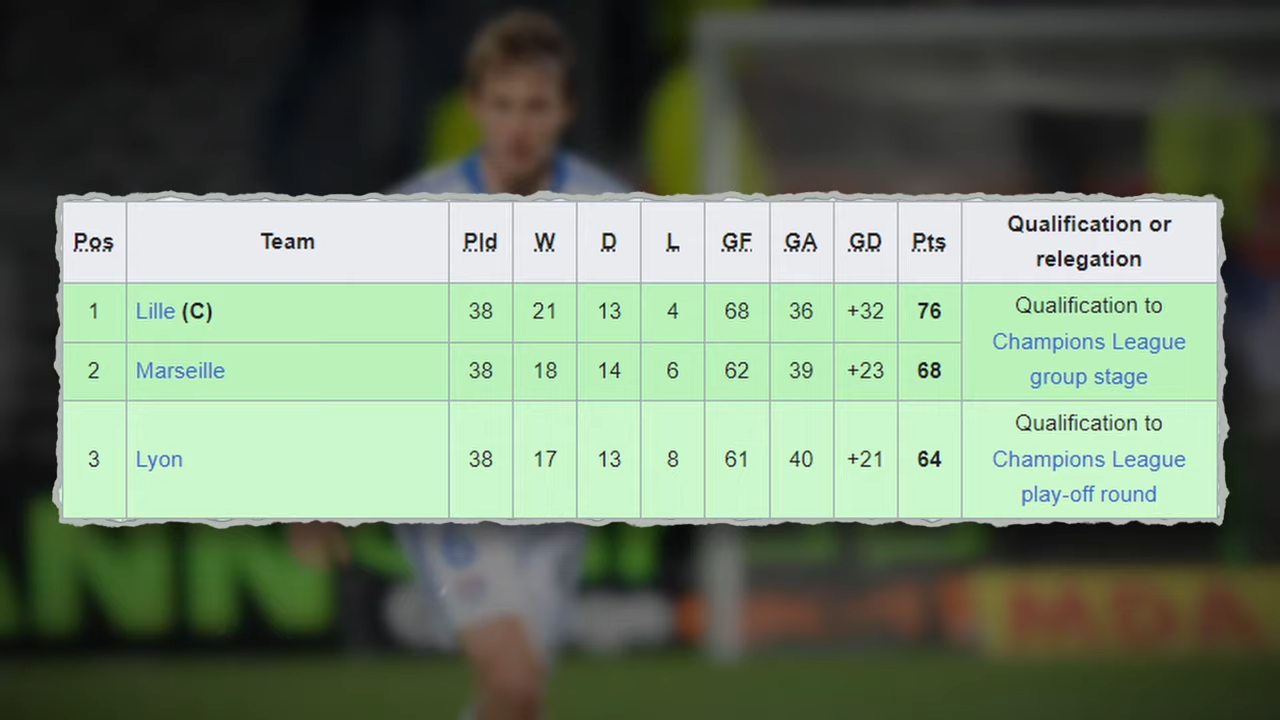 Pos Team Pld W D L GF GA GD Pts Qualification or
relegation
1 Lille (C) 38 21 13 4 68 36 +32 76 Qualification to
Champions League
group stage
2 Marseille 38 18 14 6 62 39 +23 68
3 Lyon 38 17 13 8 61 40 +21 64 Qualification to
Champions League
play-off round
MDA